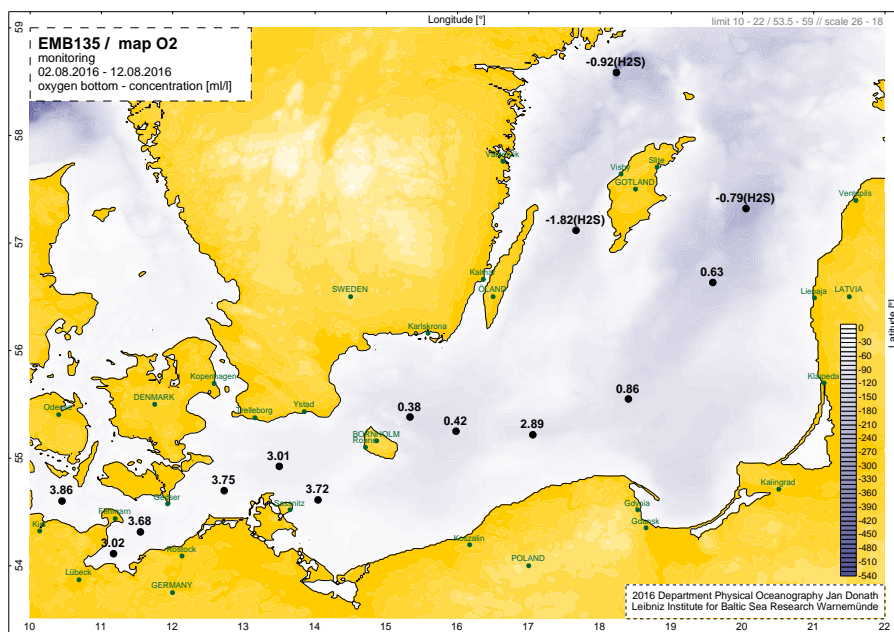 Longitude [°]
limit 10 - 22 / 53.5 - 59 // scale 26 - 18
EMB135 / map O2
monitoring
02.08.2016 - 12.08.2016
oxygen bottom - concentration [ml/l]
59
58
57
56
55
54
-0.92(H2S)
Visby
Slite
GOTLAND
-0.79(H2S)
Ventspils
-1.82(H2S)
Kalmar
ÖLAND
0.63
SWEDEN
Liepaja
LATVIA
Karlskrona
Latitude [°]
0
-30
-60
-90
-120
-150
-180
-210
-240
-270
-300
-330
-360
-390
-420
-450
-480
-510
-540
Kopenhagen
Klaipeda
DENMARK
Odense
Trelleborg
Ystad
0.38
0.86
0.42
2.89
BORNHOLM
3.01
3.86
3.75
3.72
Kalingrad
Sassnitz
Gdynia
Gdansk
3.68
3.02
Rostock
Koszalin
Lübeck
GERMANY
POLAND
2016 Department Physical Oceanography Jan Donath
Leibniz Institute for Baltic Sea Research Warnemünde
10
11
12
13
14
15
16
17
18
19
20
21
22